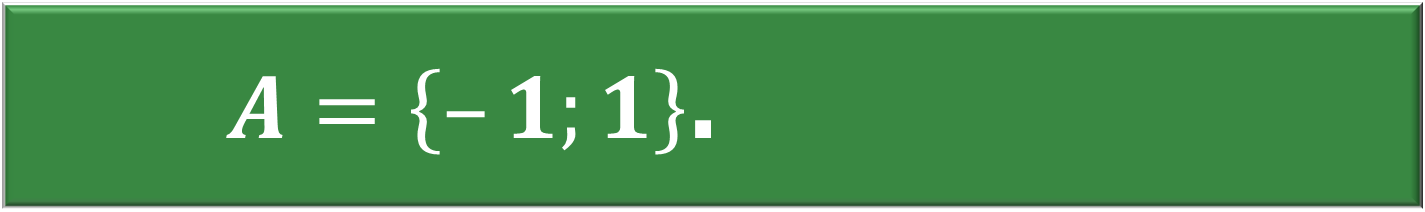 A = {– 1; 1}.